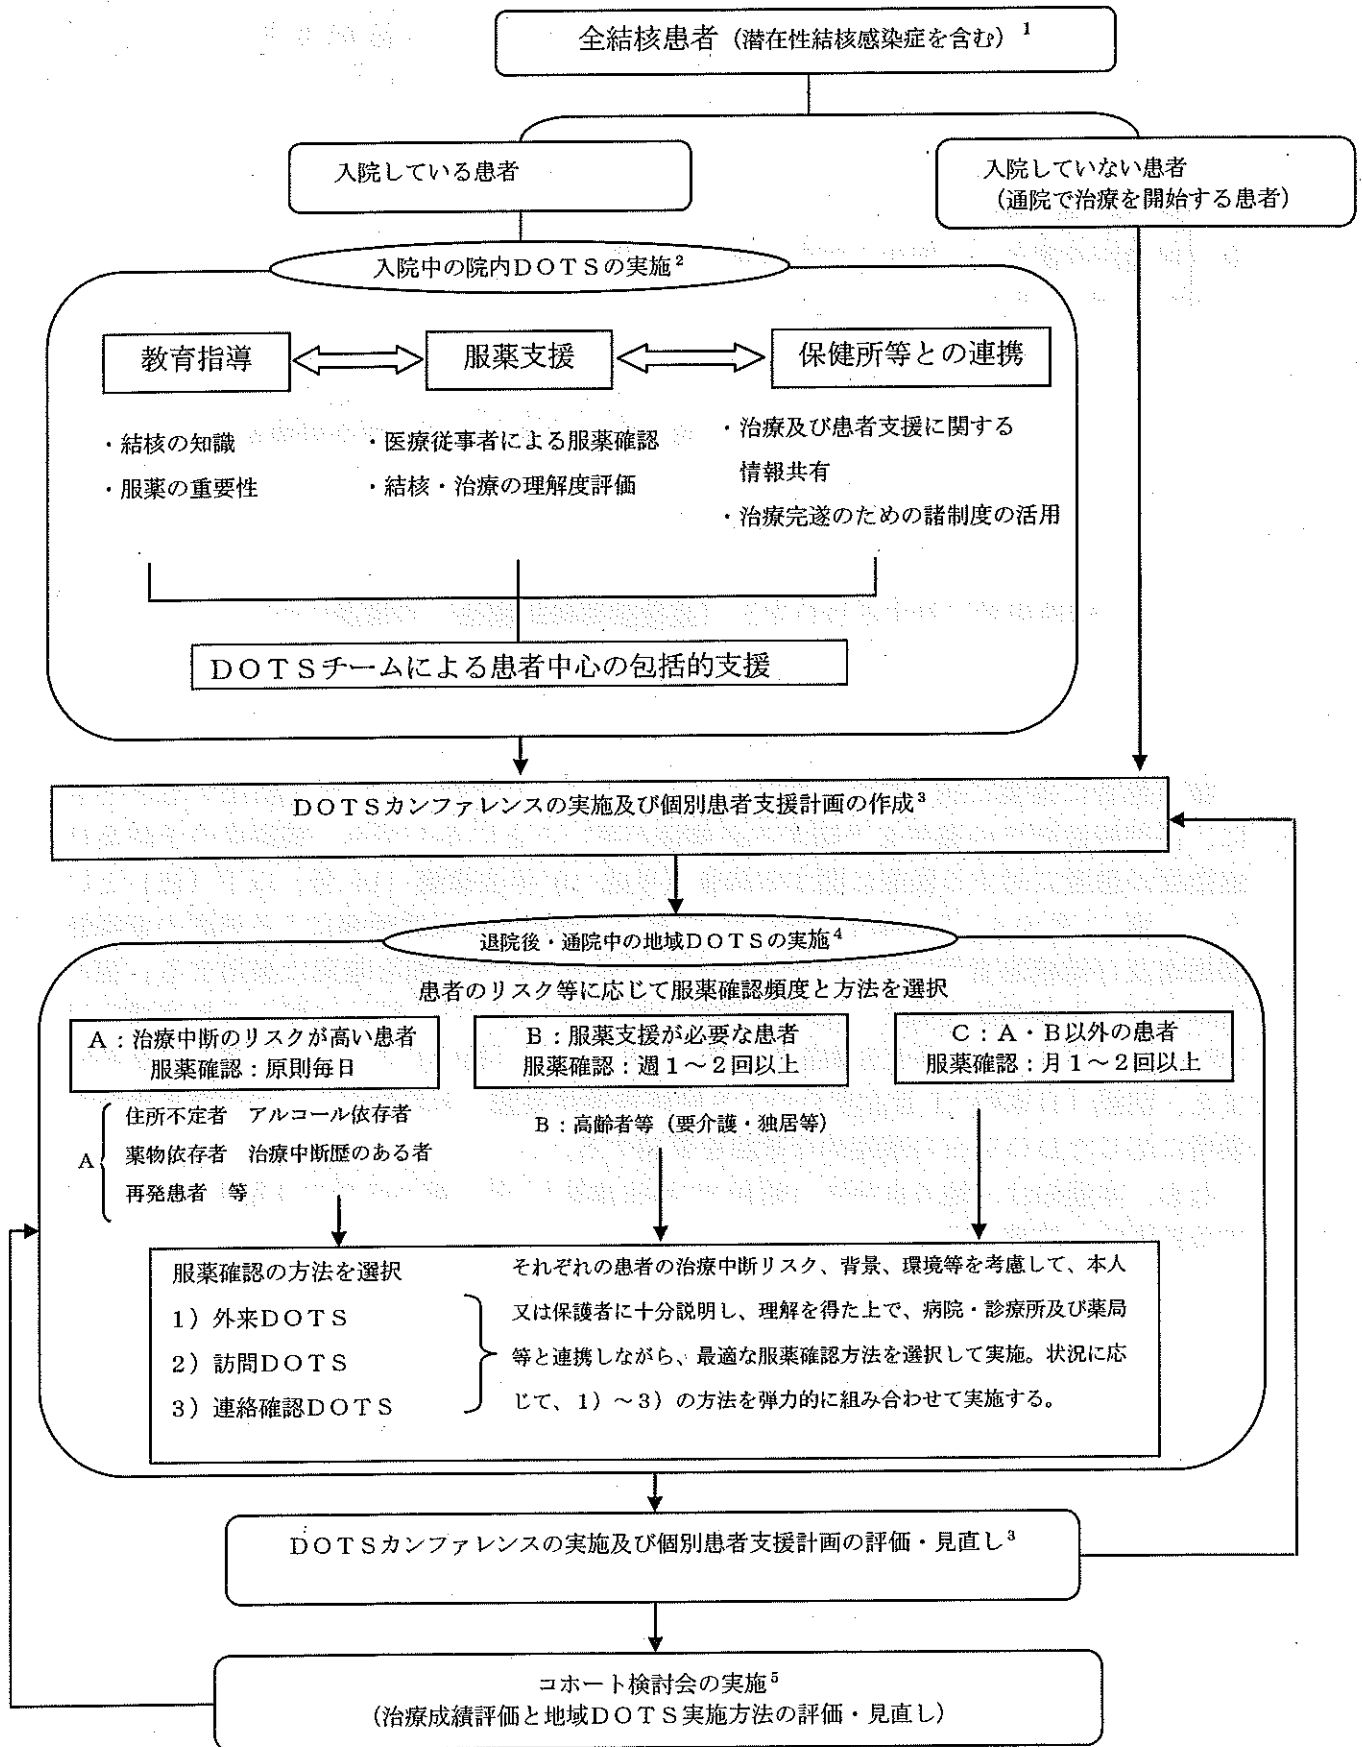 全結核患者（潜在性結核感染症を含む）¹
入院している患者
入院していない患者
（通院で治療を開始する患者）
入院中の院内ＤＯＴＳの実施²
教育指導
服薬支援
保健所等との連携
・結核の知識
・服薬の重要性
・医療従事者による服薬確認
・結核・治療の理解度評価
・治療及び患者支援に関する
情報共有
・治療完遂のための諸制度の活用
ＤＯＴＳチームによる患者中心の包括的支援
ＤＯＴＳカンファレンスの実施及び個別患者支援計画の作成³
退院後・通院中の地域ＤＯＴＳの実施⁴
患者のリスク等に応じて服薬確認頻度と方法を選択
Ａ：治療中断のリスクが高い患者
服薬確認：原則毎日
Ｂ：服薬支援が必要な患者
服薬確認：週１～２回以上
Ｃ：Ａ・Ｂ以外の患者
服薬確認：月１～２回以上
Ａ
住所不定者　アルコール依存者
薬物依存者　治療中断歴のある者
再発患者　等
Ｂ：高齢者等（要介護・独居等）
服薬確認の方法を選択
１）外来ＤＯＴＳ
２）訪問ＤＯＴＳ
３）連絡確認ＤＯＴＳ
それぞれの患者の治療中断リスク、背景、環境等を考慮して、本人
又は保護者に十分説明し、理解を得た上で、病院・診療所及び薬局
等と連携しながら、最適な服薬確認方法を選択して実施。状況に応
じて、１）～３）の方法を弾力的に組み合わせて実施する。
ＤＯＴＳカンファレンスの実施及び個別患者支援計画の評価・見直し³
コホート検討会の実施⁵
（治療成績評価と地域ＤＯＴＳ実施方法の評価・見直し）